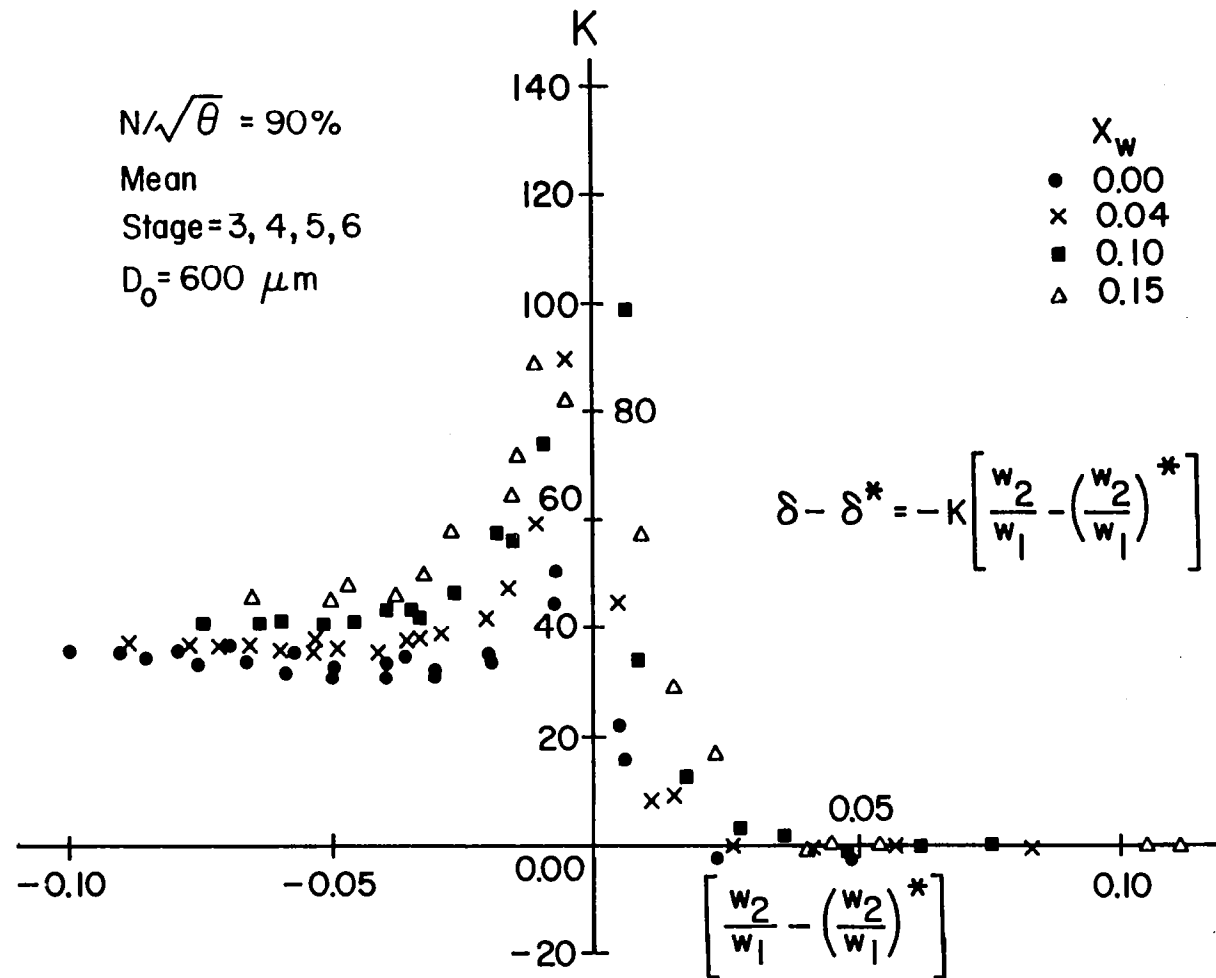 K
N/√θ = 90%
Mean
Stage=3, 4, 5, 6
D₀= 600 μm
X_w
● 0.00
× 0.04
■ 0.10
△ 0.15
140
120
100
80
60
40
20
-20
δ - δ* = -K[w₂/w₁ - (w₂/w₁)*]
-0.10
-0.05
0.00
0.05
0.10
[w₂/w₁ - (w₂/w₁)*]